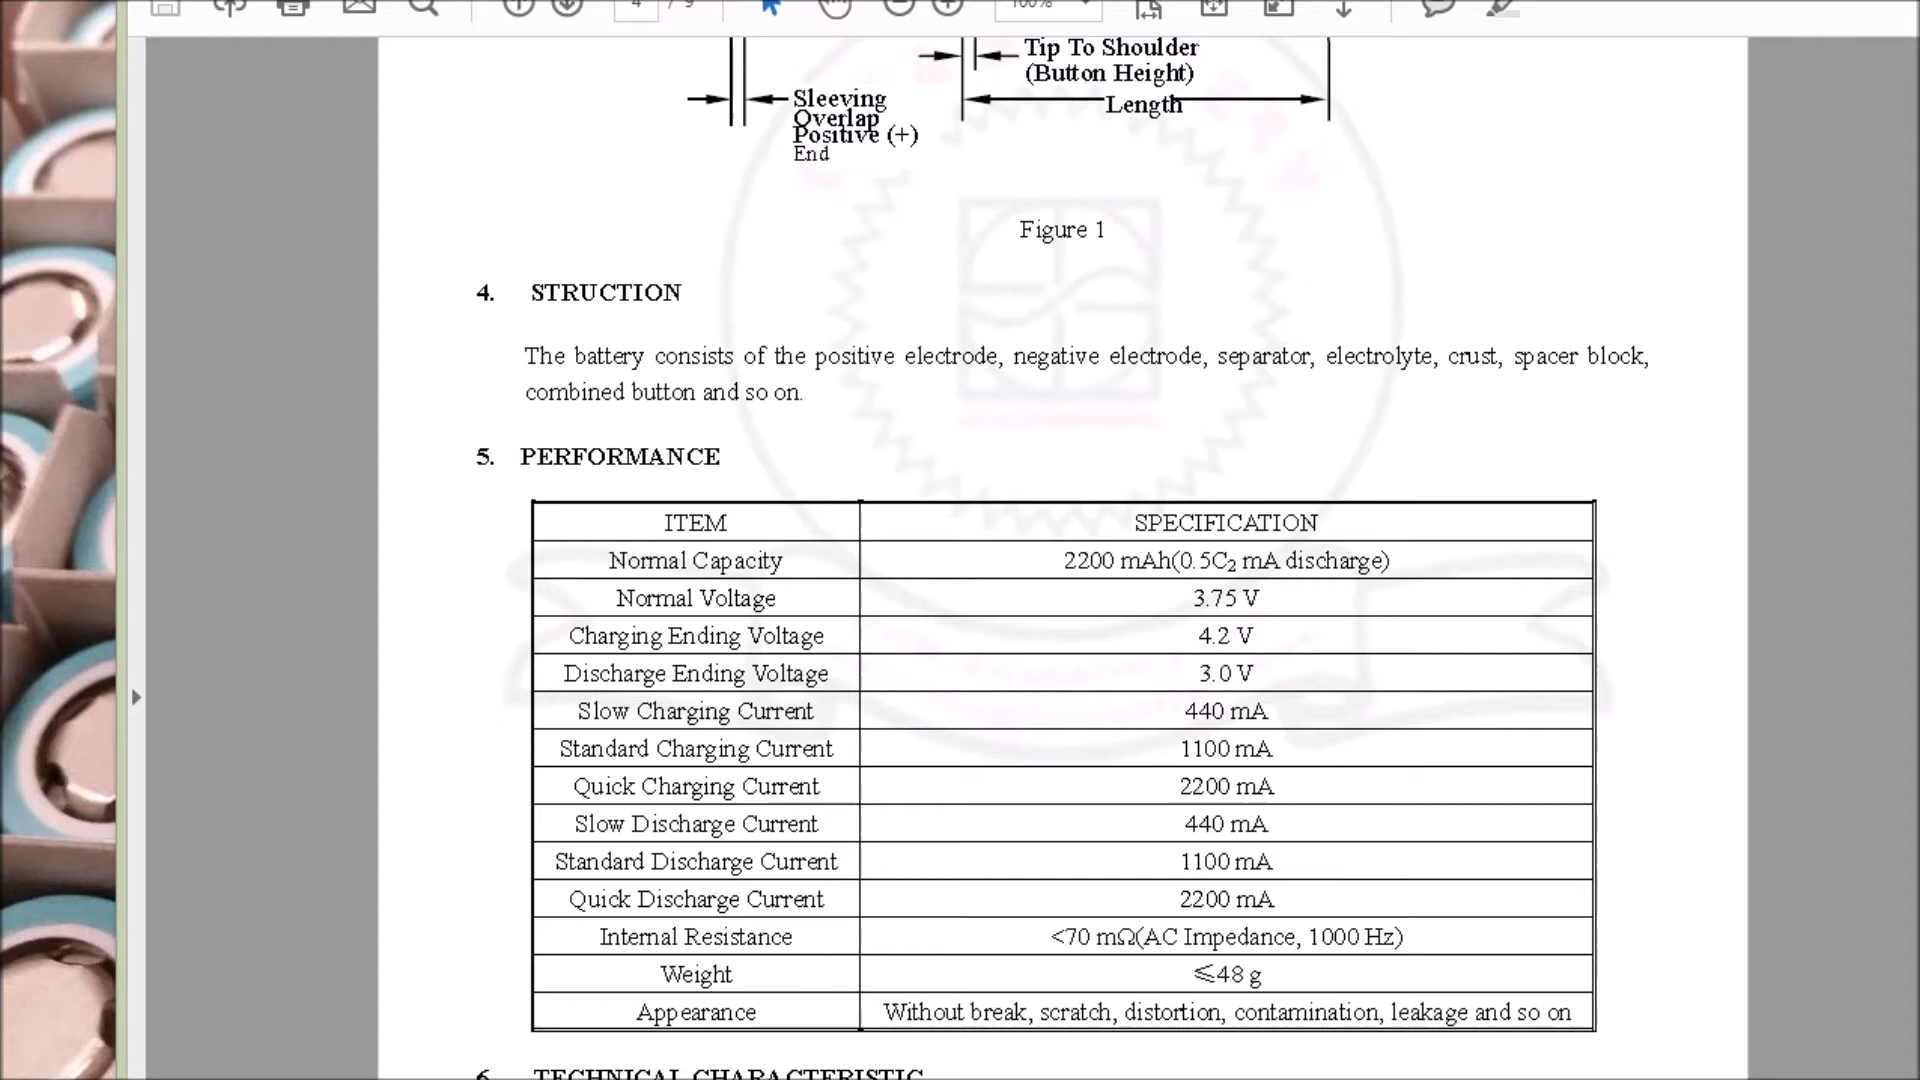 4 / 9
100%
Tip To Shoulder
(Button Height)
Length
Sleeving
Overlap
Positive (+)
End
Figure 1
4. STRUCTION
The battery consists of the positive electrode, negative electrode, separator, electrolyte, crust, spacer block,
combined button and so on.
5. PERFORMANCE
ITEM SPECIFICATION
Normal Capacity 2200 mAh(0.5C₂ mA discharge)
Normal Voltage 3.75 V
Charging Ending Voltage 4.2 V
Discharge Ending Voltage 3.0 V
Slow Charging Current 440 mA
Standard Charging Current 1100 mA
Quick Charging Current 2200 mA
Slow Discharge Current 440 mA
Standard Discharge Current 1100 mA
Quick Discharge Current 2200 mA
Internal Resistance <70 mΩ(AC Impedance, 1000 Hz)
Weight ⩽48 g
Appearance Without break, scratch, distortion, contamination, leakage and so on
6. TECHNICAL CHARACTERISTIC